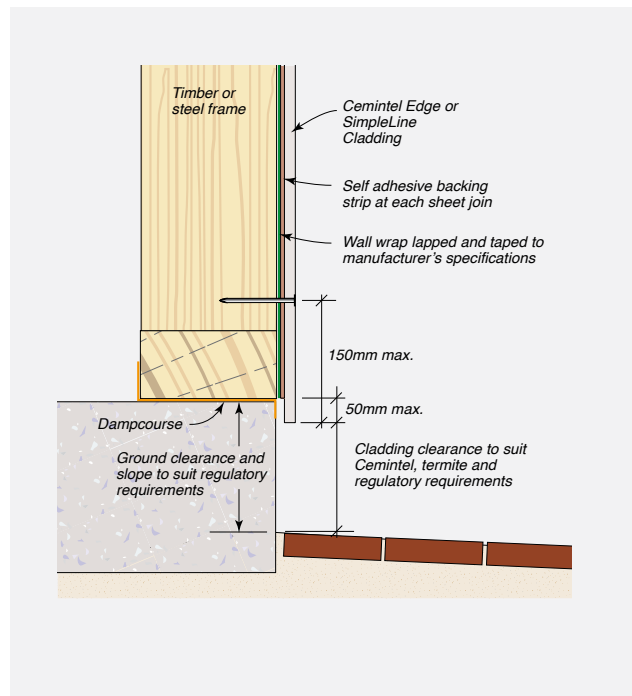 Timber or
steel frame
Cemintel Edge or
SimpleLine
Cladding
Self adhesive backing
strip at each sheet join
Wall wrap lapped and taped to
manufacturer's specifications
150mm max.
50mm max.
Dampcourse
Ground clearance and
slope to suit regulatory
requirements
Cladding clearance to suit
Cemintel, termite and
regulatory requirements